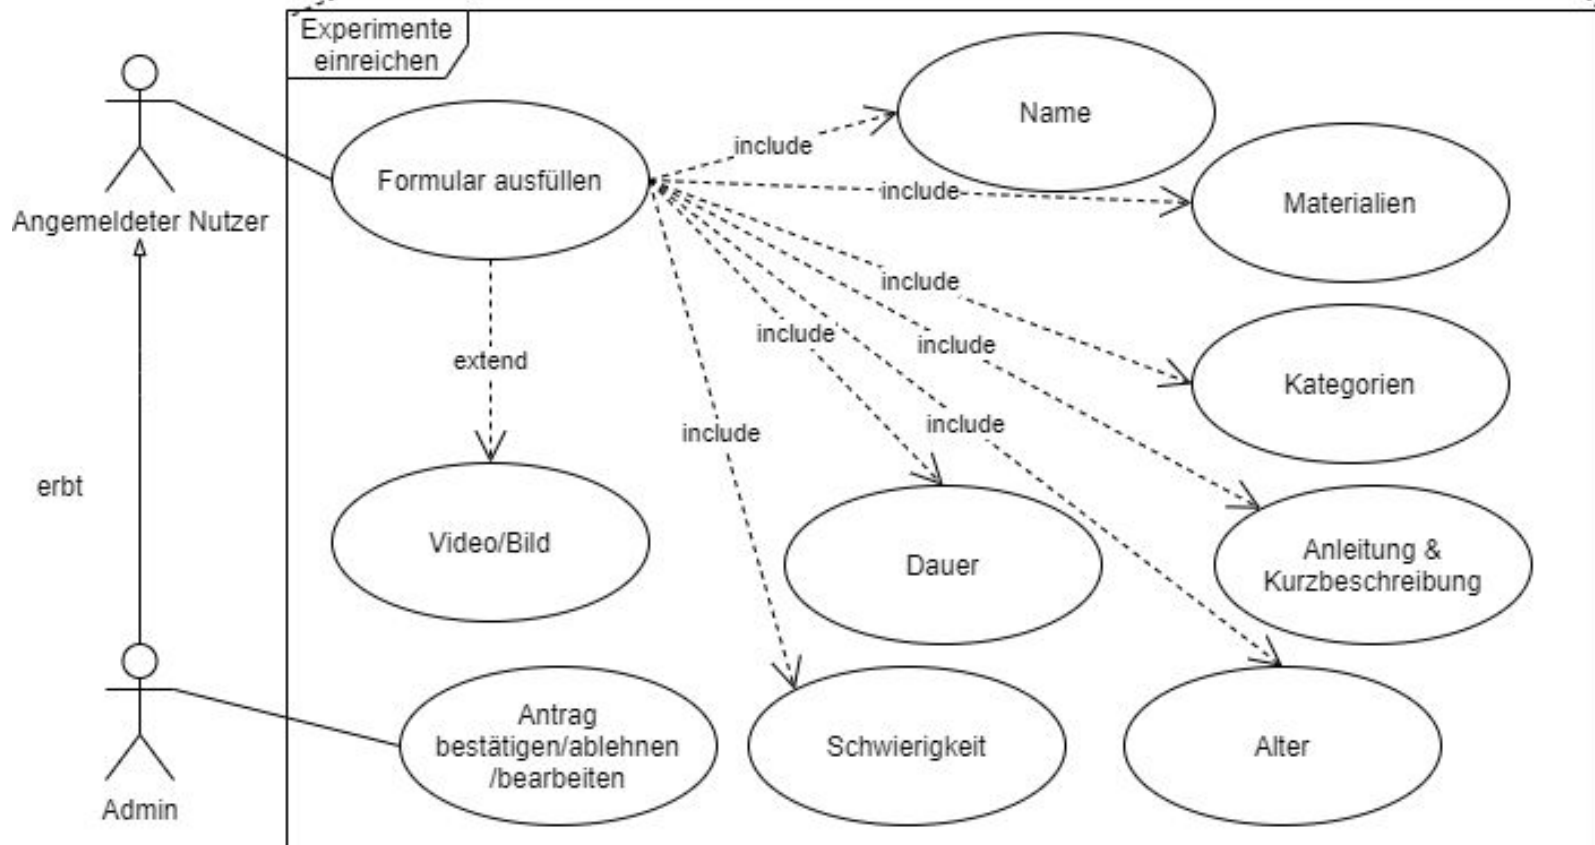 Experimente
einreichen
Name
include
Formular ausfüllen
include
Materialien
Angemeldeter Nutzer
include
include
include
extend
Kategorien
include
include
erbt
Video/Bild
Dauer
Anleitung &
Kurzbeschreibung
Antrag
bestätigen/ablehnen
/bearbeiten
Schwierigkeit
Alter
Admin